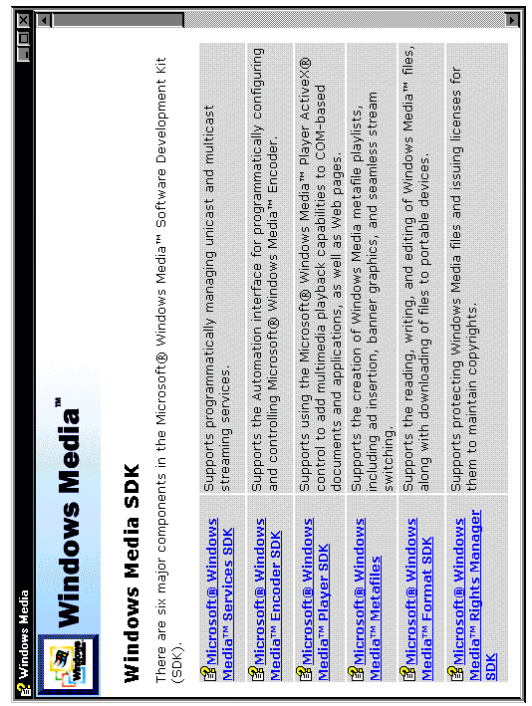 Windows Media
Windows Media™
Windows Media SDK
There are six major components in the Microsoft® Windows Media™ Software Development Kit
(SDK).
Microsoft® Windows
Media™ Services SDK
Supports programmatically managing unicast and multicast
streaming services.
Microsoft® Windows
Media™ Encoder SDK
Supports the Automation interface for programmatically configuring
and controlling Microsoft® Windows Media™ Encoder.
Microsoft® Windows
Media™ Player SDK
Supports using the Microsoft® Windows Media™ Player ActiveX®
control to add multimedia playback capabilities to COM-based
documents and applications, as well as Web pages.
Microsoft® Windows
Media™ Metafiles
Supports the creation of Windows Media metafile playlists,
including ad insertion, banner graphics, and seamless stream
switching.
Microsoft® Windows
Media™ Format SDK
Supports the reading, writing, and editing of Windows Media™ files,
along with downloading of files to portable devices.
Microsoft® Windows
Media™ Rights Manager
SDK
Supports protecting Windows Media files and issuing licenses for
them to maintain copyrights.